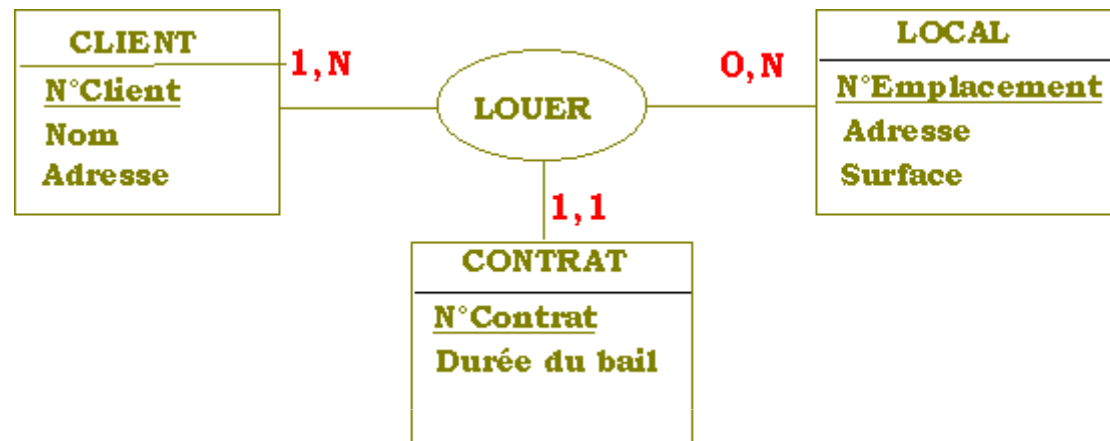 CLIENT
N°Client
Nom
Adresse
1,N
LOUER
0,N
LOCAL
N°Emplacement
Adresse
Surface
1,1
CONTRAT
N°Contrat
Durée du bail